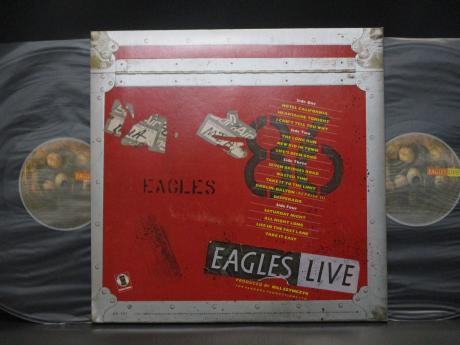 Side One
HOTEL CALIFORNIA
HEARTACHE TONIGHT
I CAN'T TELL YOU WHY
Side Two
THE LONG RUN
NEW KID IN TOWN
LIFE'S BEEN GOOD
Side Three
SEVEN BRIDGES ROAD
WASTED TIME
TAKE IT TO THE LIMIT
DOOLIN-DALTON (REPRISE II)
DESPERADO
Side Four
SATURDAY NIGHT
ALL NIGHT LONG
LIFE IN THE FAST LANE
TAKE IT EASY
EAGLES
EAGLES LIVE
PRODUCED BY BILL SZYMCZYK